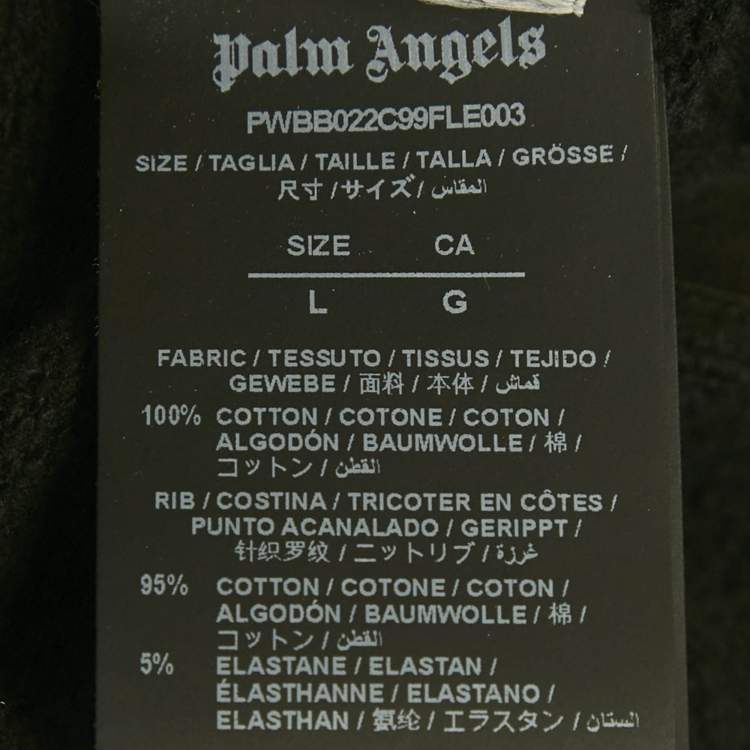 Palm Angels
PWBB022C99FLE003
SIZE / TAGLIA / TAILLE / TALLA / GRÖSSE /
尺寸 / サイズ / المقاس
SIZE CA
L G
FABRIC / TESSUTO / TISSUS / TEJIDO /
GEWEBE / 面料 / 本体 / قماش
100% COTTON / COTONE / COTON /
ALGODÓN / BAUMWOLLE / 棉 /
コットン / القطن
RIB / COSTINA / TRICOTER EN CÔTES /
PUNTO ACANALADO / GERIPPT /
针织罗纹 / ニットリブ / غرزة
95% COTTON / COTONE / COTON /
ALGODÓN / BAUMWOLLE / 棉 /
コットン / القطن
5% ELASTANE / ELASTAN /
ÉLASTHANNE / ELASTANO /
ELASTHAN / 氨纶 / エラスタン / الستان